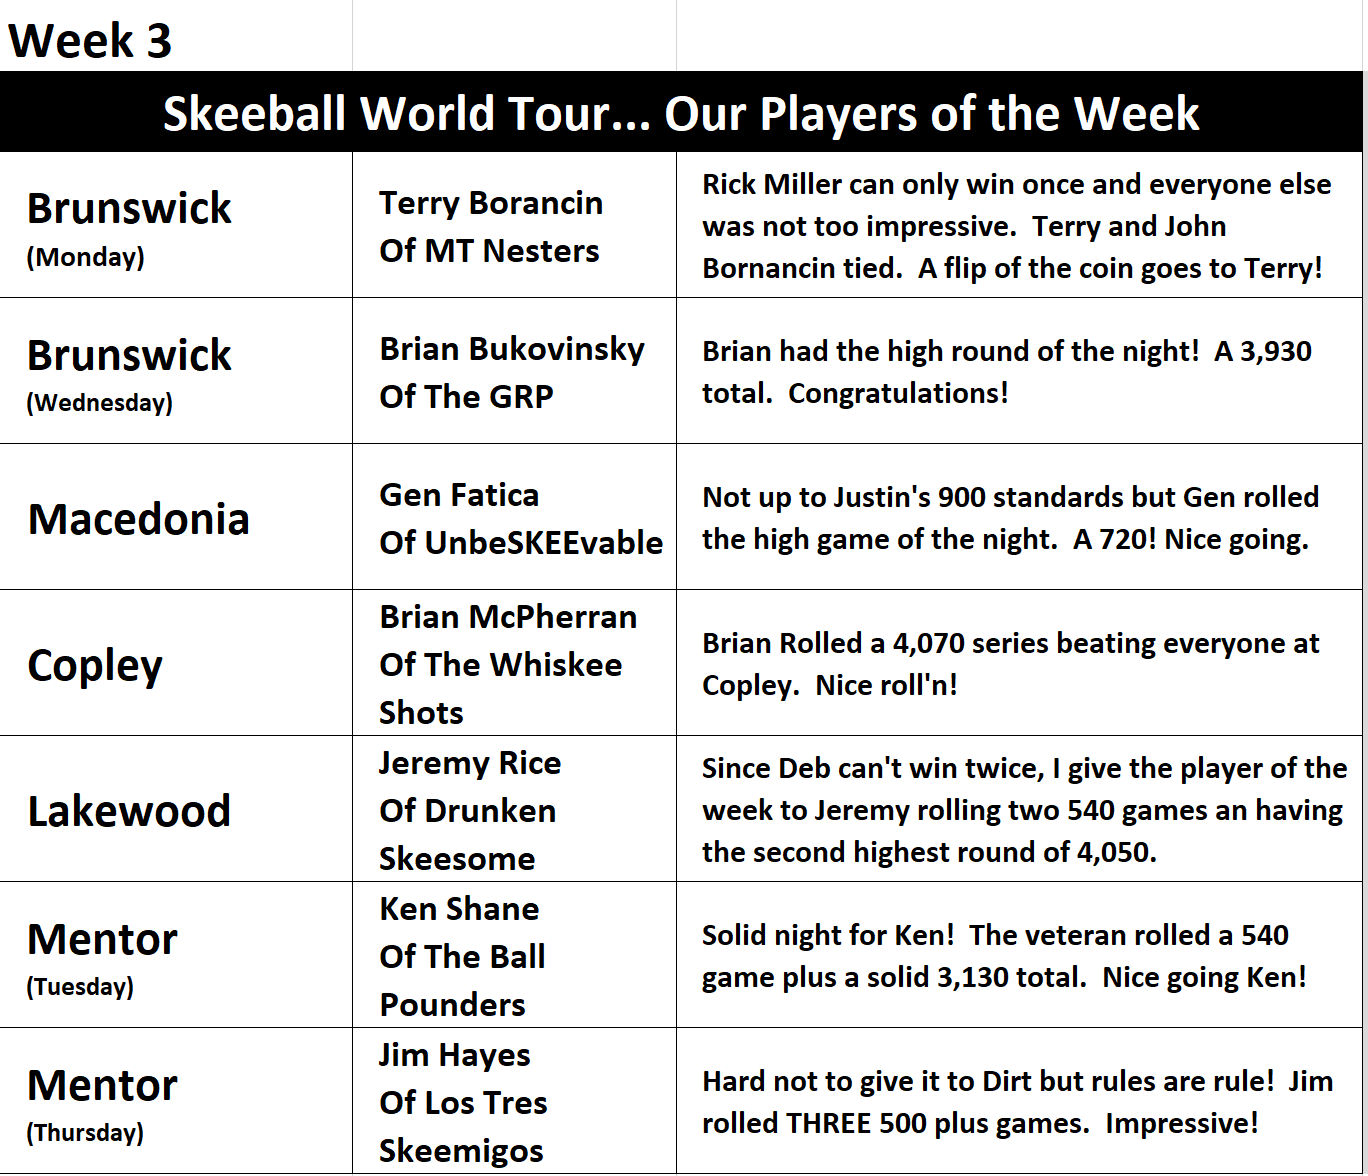 Week 3
Skeeball World Tour... Our Players of the Week
Brunswick
(Monday)
Terry Borancin
Of MT Nesters
Rick Miller can only win once and everyone else
was not too impressive.  Terry and John
Bornancin tied.  A flip of the coin goes to Terry!
Brunswick
(Wednesday)
Brian Bukovinsky
Of The GRP
Brian had the high round of the night!  A 3,930
total.  Congratulations!
Macedonia
Gen Fatica
Of UnbeSKEEvable
Not up to Justin's 900 standards but Gen rolled
the high game of the night.  A 720! Nice going.
Copley
Brian McPherran
Of The Whiskee
Shots
Brian Rolled a 4,070 series beating everyone at
Copley.  Nice roll'n!
Lakewood
Jeremy Rice
Of Drunken
Skeesome
Since Deb can't win twice, I give the player of the
week to Jeremy rolling two 540 games an having
the second highest round of 4,050.
Mentor
(Tuesday)
Ken Shane
Of The Ball
Pounders
Solid night for Ken!  The veteran rolled a 540
game plus a solid 3,130 total.  Nice going Ken!
Mentor
(Thursday)
Jim Hayes
Of Los Tres
Skeemigos
Hard not to give it to Dirt but rules are rule!  Jim
rolled THREE 500 plus games.  Impressive!